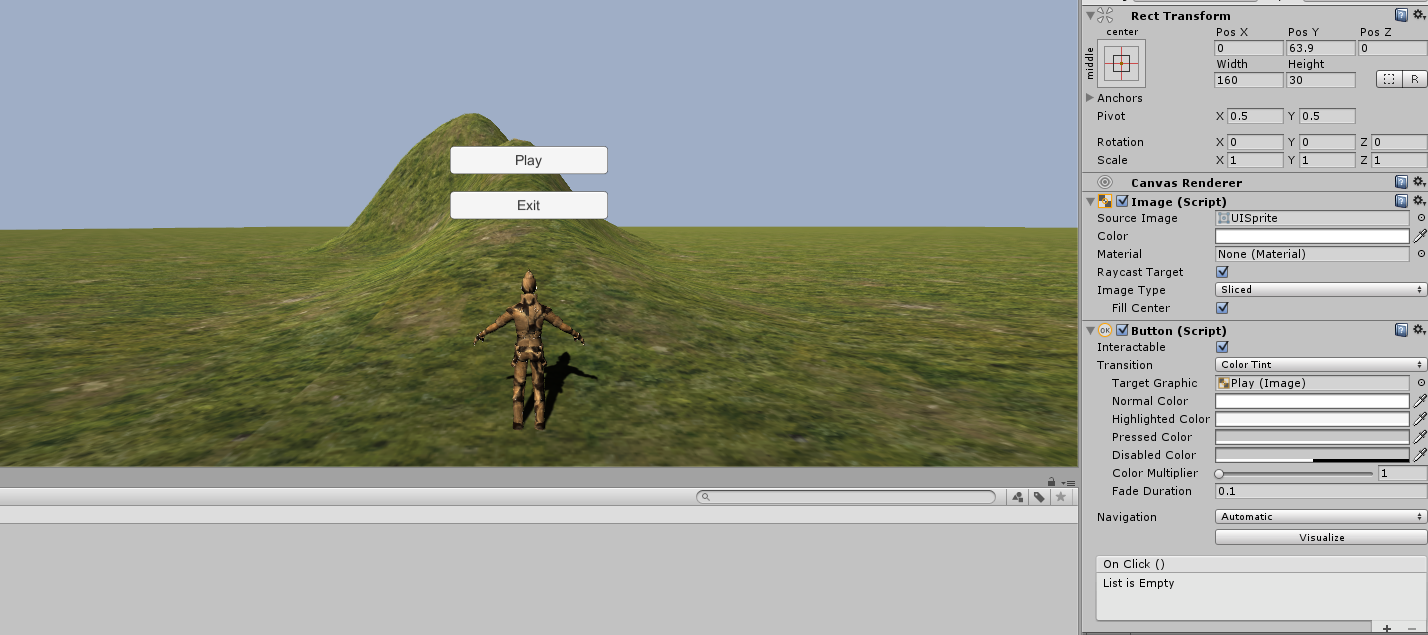 Play
Exit
Rect Transform
center
middle
Pos X Pos Y Pos Z
0 63.9 0
Width Height
160 30
R
Anchors
Pivot X 0.5 Y 0.5
Rotation X 0 Y 0 Z 0
Scale X 1 Y 1 Z 1
Canvas Renderer
Image (Script)
Source Image UISprite
Color
Material None (Material)
Raycast Target
Image Type Sliced
Fill Center
OK Button (Script)
Interactable
Transition Color Tint
Target Graphic Play (Image)
Normal Color
Highlighted Color
Pressed Color
Disabled Color
Color Multiplier 1
Fade Duration 0.1
Navigation Automatic
Visualize
On Click ()
List is Empty